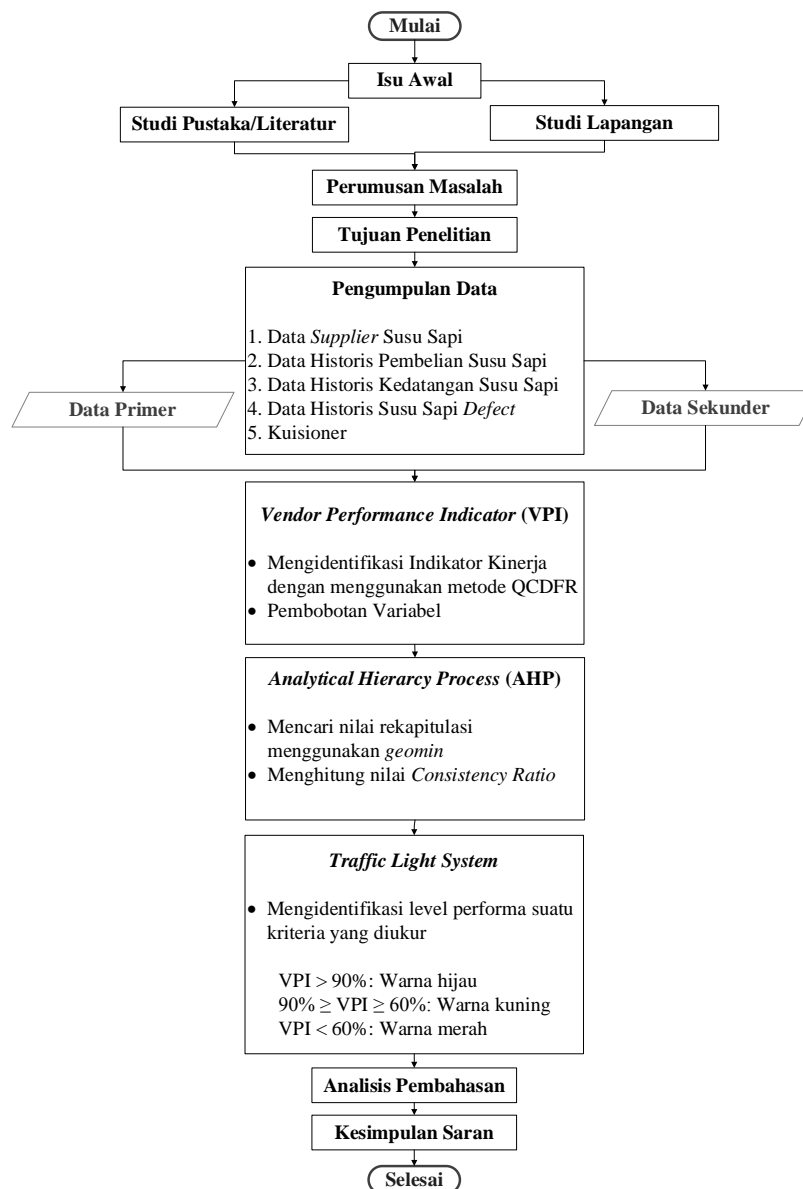 Mulai
Isu Awal
Studi Pustaka/Literatur
Studi Lapangan
Perumusan Masalah
Tujuan Penelitian
Pengumpulan Data
1. Data Supplier Susu Sapi
2. Data Historis Pembelian Susu Sapi
3. Data Historis Kedatangan Susu Sapi
4. Data Historis Susu Sapi Defect
5. Kuisioner
Data Primer
Data Sekunder
Vendor Performance Indicator (VPI)
• Mengidentifikasi Indikator Kinerja
dengan menggunakan metode QCDFR
• Pembobotan Variabel
Analytical Hierarcy Process (AHP)
• Mencari nilai rekapitulasi
menggunakan geomin
• Menghitung nilai Consistency Ratio
Traffic Light System
• Mengidentifikasi level performa suatu
kriteria yang diukur
VPI > 90%: Warna hijau
90% ≥ VPI ≥ 60%: Warna kuning
VPI < 60%: Warna merah
Analisis Pembahasan
Kesimpulan Saran
Selesai